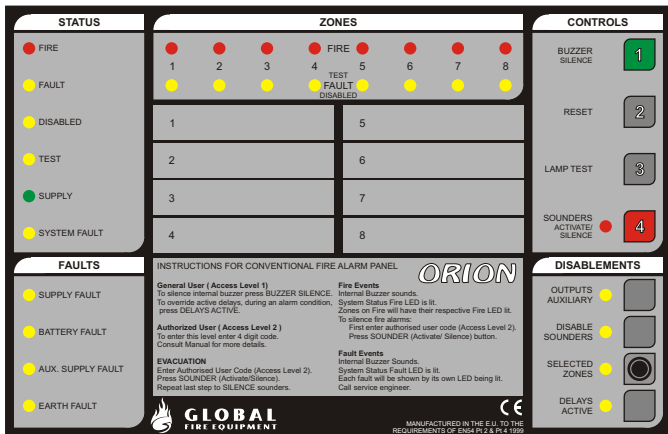 STATUS
FIRE
FAULT
DISABLED
TEST
SUPPLY
SYSTEM FAULT
ZONES
FIRE
1 2 3 4 5 6 7 8
TEST
FAULT
DISABLED
1
2
3
4
5
6
7
8
CONTROLS
BUZZER
SILENCE
1
RESET
2
LAMP TEST
3
SOUNDERS
ACTIVATE/
SILENCE
4
FAULTS
SUPPLY FAULT
BATTERY FAULT
AUX. SUPPLY FAULT
EARTH FAULT
INSTRUCTIONS FOR CONVENTIONAL FIRE ALARM PANEL
ORION
General User ( Access Level 1)
To silence internal buzzer press BUZZER SILENCE.
To override active delays, during an alarm condition,
press DELAYS ACTIVE.
Authorized User ( Access Level 2 )
To enter this level enter 4 digit code.
Consult Manual for more details.
EVACUATION
Enter Authorised User Code (Access Level 2).
Press SOUNDER (Activate/Silence).
Repeat last step to SILENCE sounders.
Fire Events
Internal Buzzer sounds.
System Status Fire LED is lit.
Zones on Fire will have their respective Fire LED lit.
To silence fire alarms:
First enter authorised user code (Access Level 2).
Press SOUNDER (Activate/ Silence) button.
Fault Events
Internal Buzzer Sounds.
System Status Fault LED is lit.
Each fault will be shown by its own LED being lit.
Call service engineer.
GLOBAL
FIRE EQUIPMENT
CE
MANUFACTURED IN THE E.U. TO THE
REQUIREMENTS OF EN54 Pt 2 & Pt 4 1999
DISABLEMENTS
OUTPUTS
AUXILIARY
DISABLE
SOUNDERS
SELECTED
ZONES
DELAYS
ACTIVE